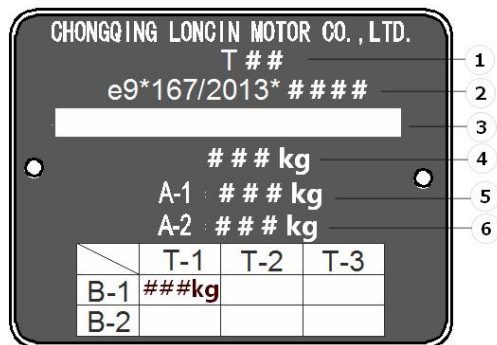 CHONGQING LONCIN MOTOR CO.,LTD.
T ## 1
e9*167/2013*#### 2
3
###kg 4
A-1 : ###kg 5
A-2 : ###kg 6
T-1 T-2 T-3
B-1 ###kg
B-2